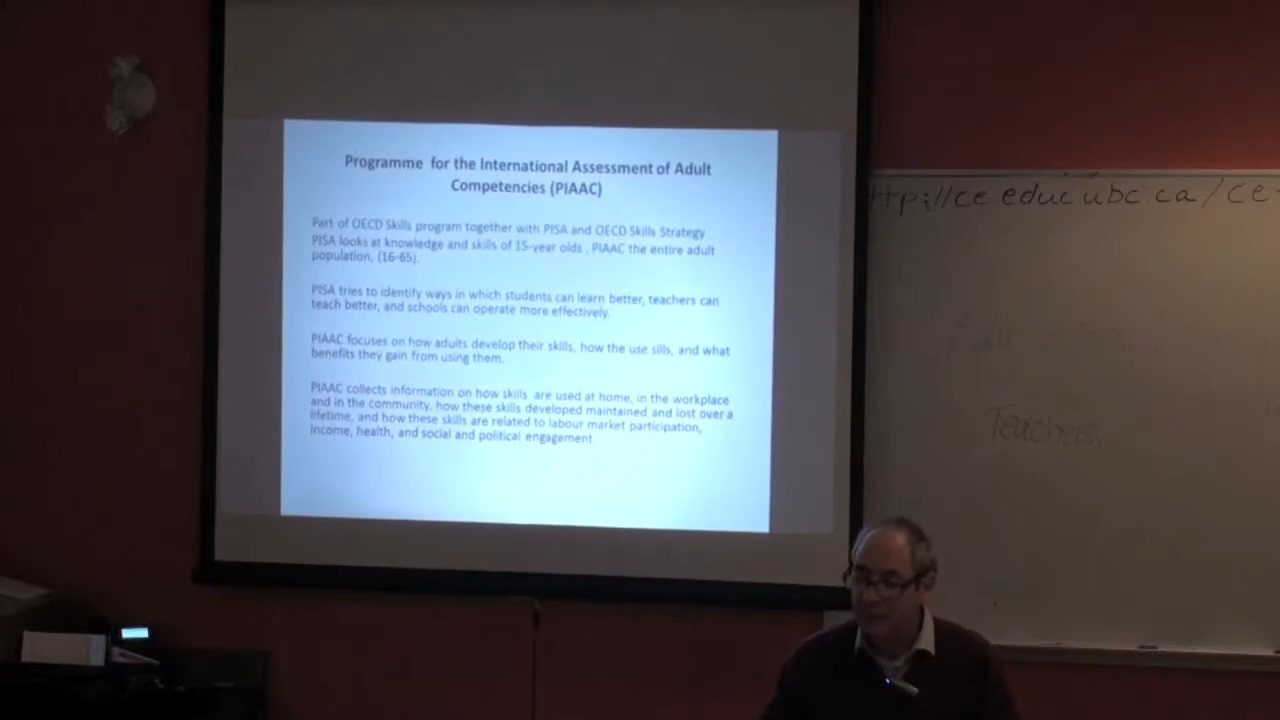 Programme for the International Assessment of Adult
Competencies (PIAAC)
Part of OECD Skills program together with PISA and OECD Skills Strategy
PISA looks at knowledge and skills of 15-year olds , PIAAC the entire adult
population, (16-65).
PISA tries to identify ways in which students can learn better, teachers can
teach better, and schools can operate more effectively.
PIAAC focuses on how adults develop their skills, how the use sills, and what
benefits they gain from using them.
PIAAC collects information on how skills are used at home, in the workplace
and in the community, how these skills developed maintained and lost over a
lifetime, and how these skills are related to labour market participation,
income, health, and social and political engagement.
ttp://ce educ ubc ca/ce
Teachers.